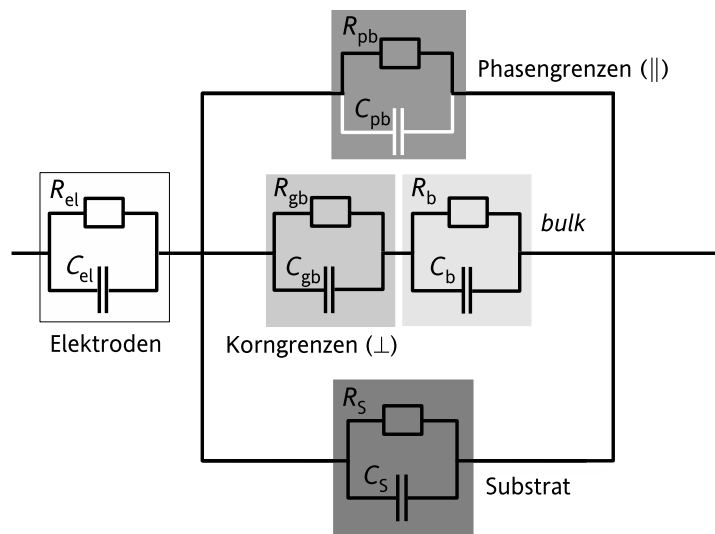 R_pb
Phasengrenzen (∥)
C_pb
R_el
R_gb
R_b
bulk
C_el
C_gb
C_b
Elektroden
Korngrenzen (⊥)
R_S
C_S
Substrat